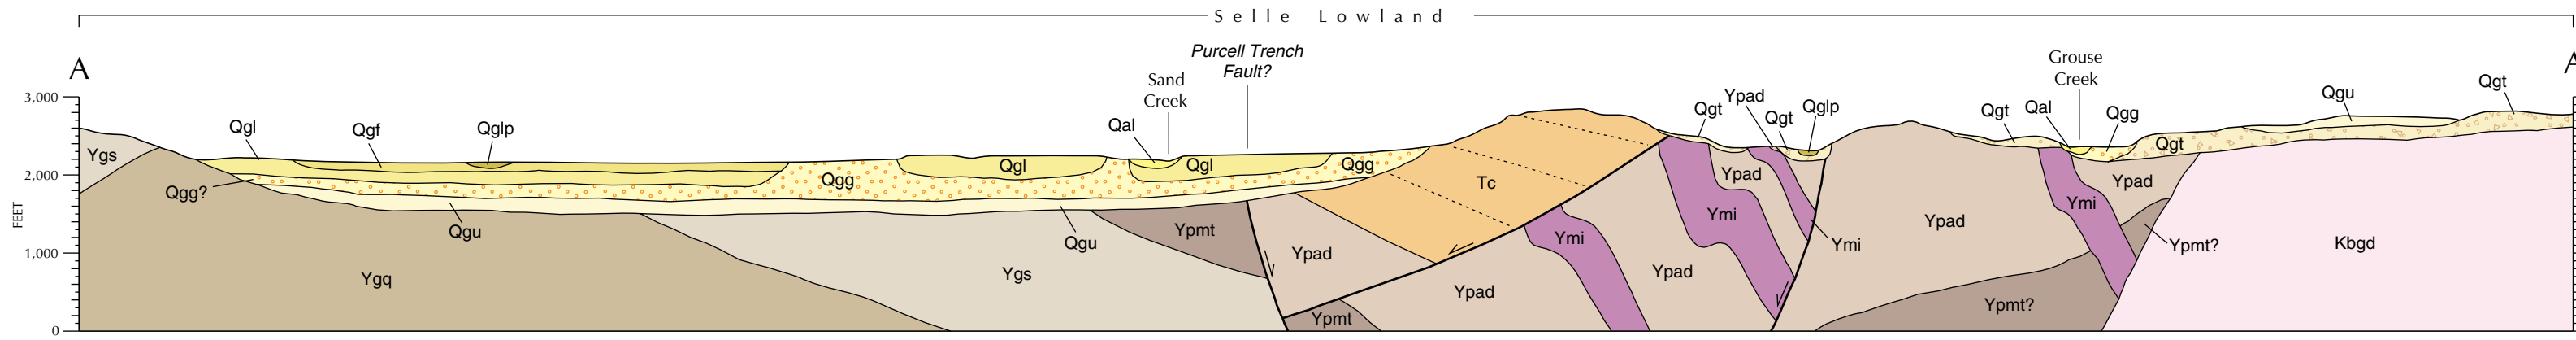 Selle Lowland
Purcell Trench
Fault?
Sand
Creek
Grouse
Creek
A
A
3,000
2,000
1,000
0
FEET
Qgl
Qgf
Qglp
Qal
Qgt
Ypad
Qgt
Qglp
Qgt
Qal
Qgg
Qgu
Qgt
Ygs
Qgg?
Qgg
Qgl
Qgl
Qgg
Tc
Ypad
Qgt
Ypad
Qgu
Qgu
Ypmt
Ypad
Ymi
Ymi
Ymi
Ypad
Ymi
Ypmt?
Kbgd
Ygq
Ygs
Ypad
Ypad
Ypmt
Ypmt?